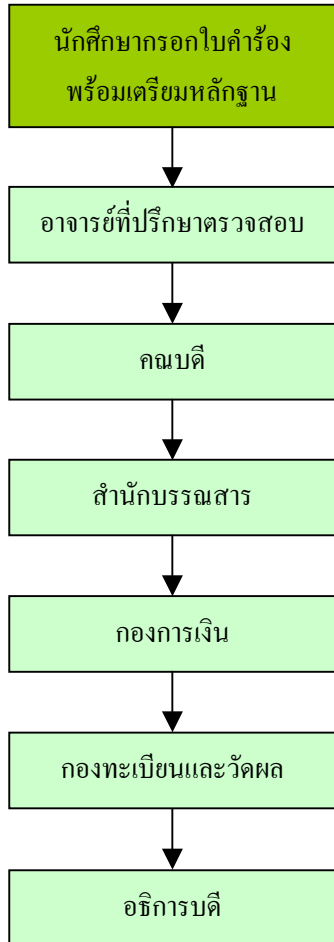 นักศึกษากรอกใบคำร้อง
พร้อมเตรียมหลักฐาน
อาจารย์ที่ปรึกษาตรวจสอบ
คณบดี
สำนักบรรณสาร
กองการเงิน
กองทะเบียนและวัดผล
อธิการบดี